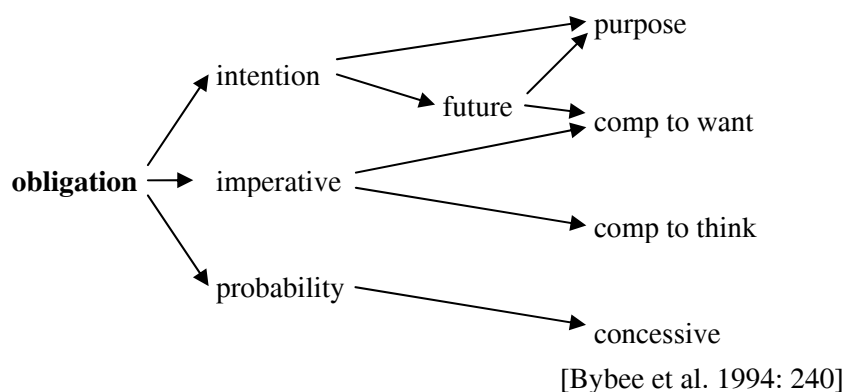 purpose
intention
future
comp to want
obligation
imperative
comp to think
probability
concessive
[Bybee et al. 1994: 240]